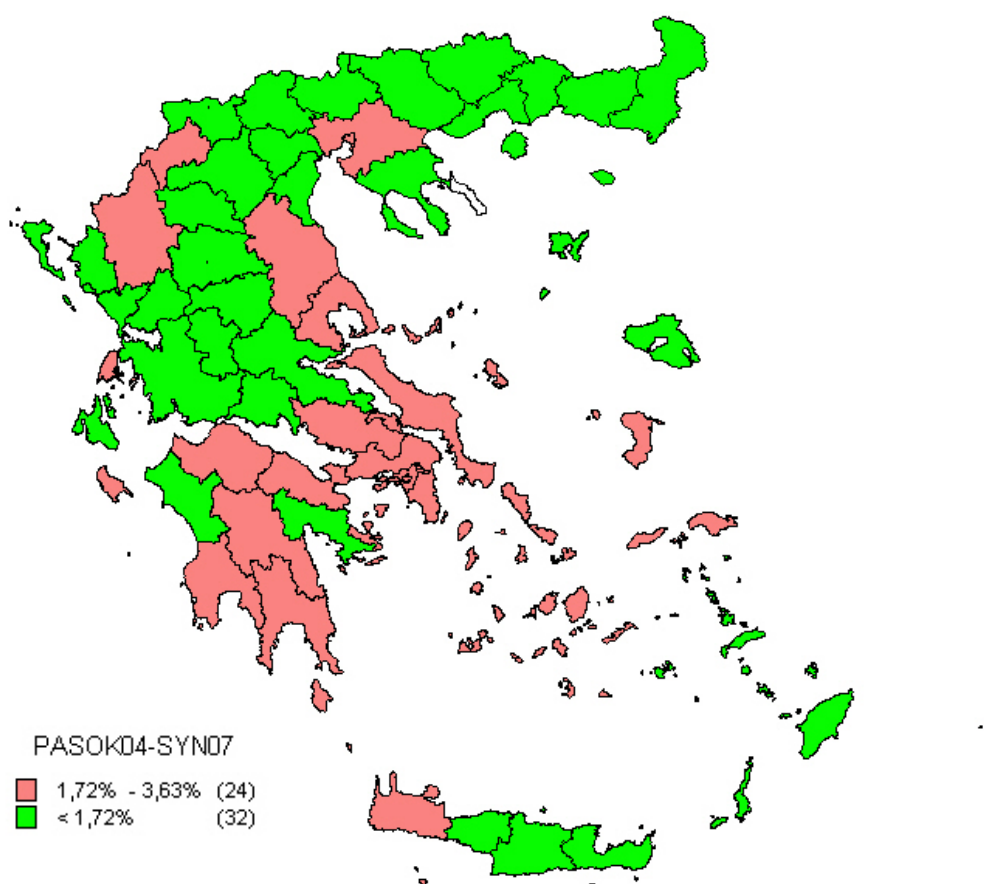 PASOK04-SYN07
1,72% - 3,63% (24)
< 1,72% (32)